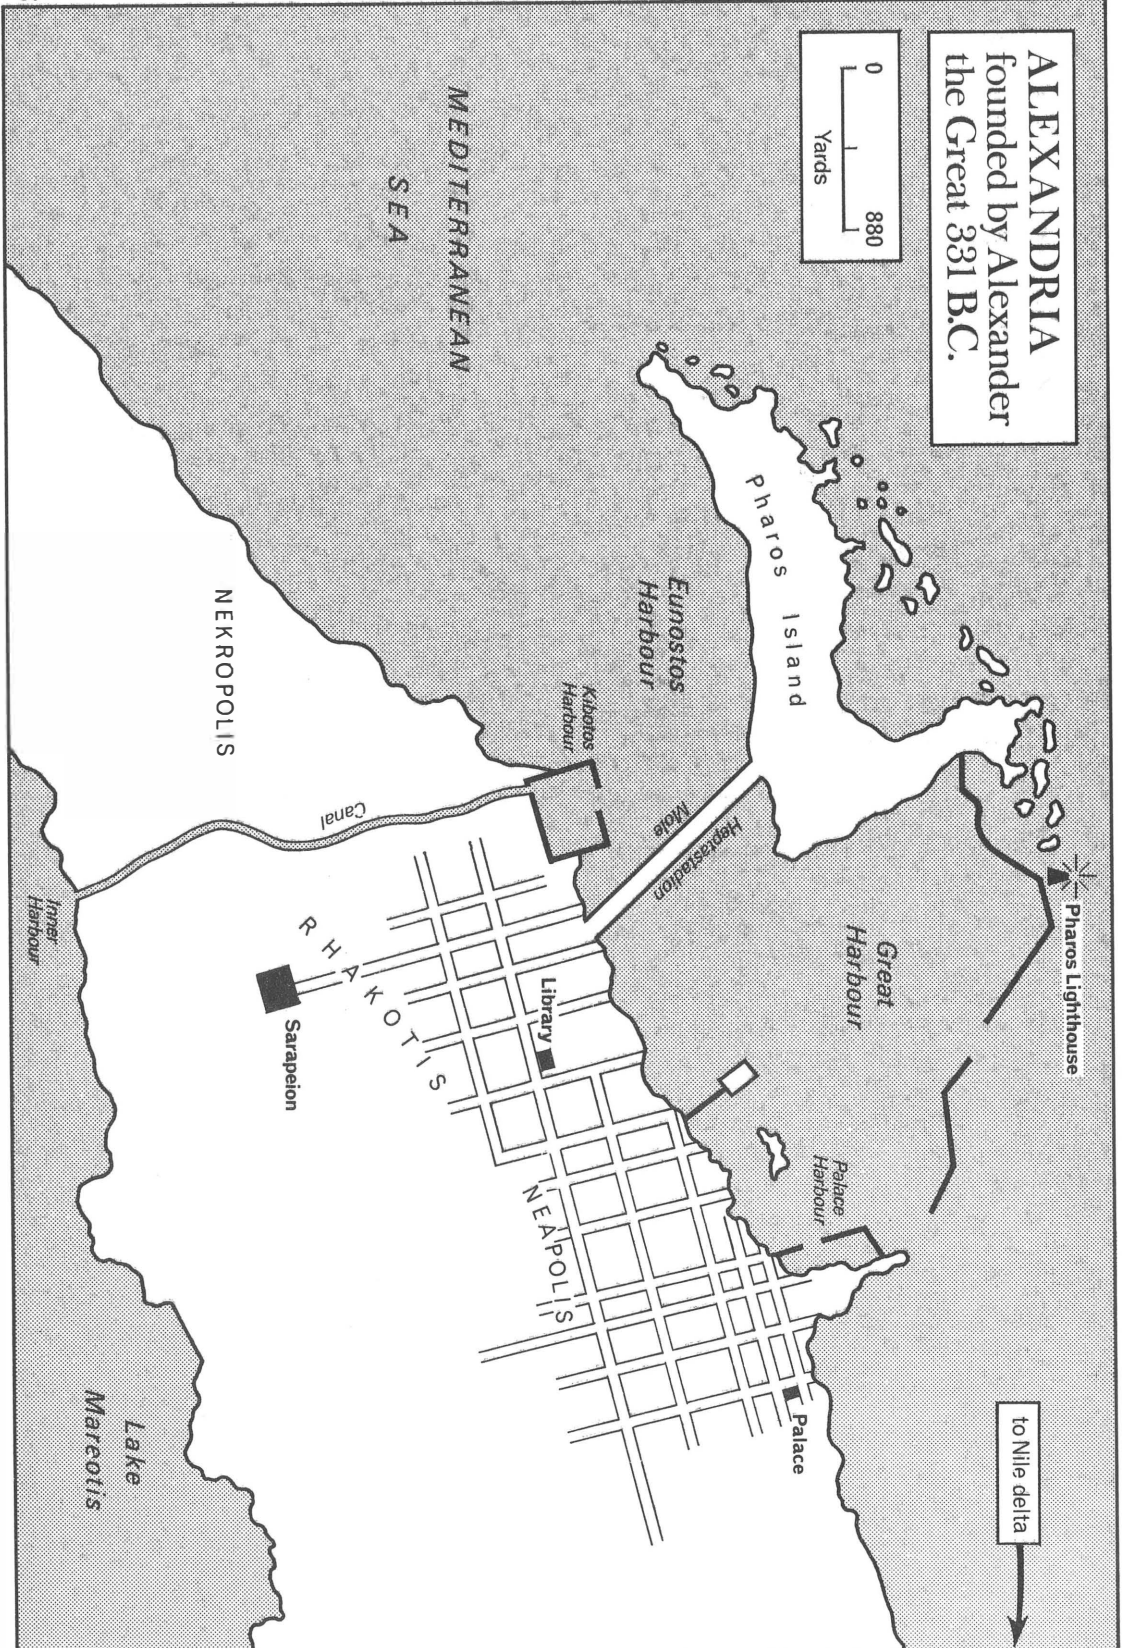 ALEXANDRIA
founded by Alexander
the Great 331 B.C.
0 880
Yards
MEDITERRANEAN
SEA
Pharos Island
Eunostos
Harbour
Kibotos
Harbour
Mole
Heptastadion
Great
Harbour
Pharos Lighthouse
Palace
Harbour
to Nile delta
NEKROPOLIS
Canal
Inner
Harbour
RHAKOTIS
Library
Sarapeion
NEAPOLIS
Palace
Lake
Mareotis